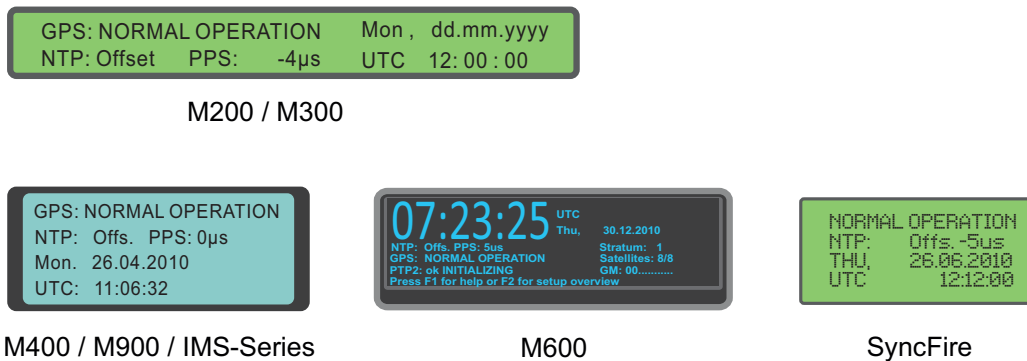 GPS: NORMAL OPERATION Mon , dd.mm.yyyy
NTP: Offset PPS: -4µs UTC 12: 00 : 00
M200 / M300
GPS: NORMAL OPERATION
NTP: Offs. PPS: 0µs
Mon. 26.04.2010
UTC: 11:06:32
M400 / M900 / IMS-Series
07:23:25 UTC
Thu, 30.12.2010
NTP: Offs. PPS: 5us Stratum: 1
GPS: NORMAL OPERATION Satellites: 8/8
PTP2: ok INITIALIZING GM: 00...........
Press F1 for help or F2 for setup overview
M600
NORMAL OPERATION
NTP: Offs. -5us
THU, 26.06.2010
UTC 12:12:00
SyncFire